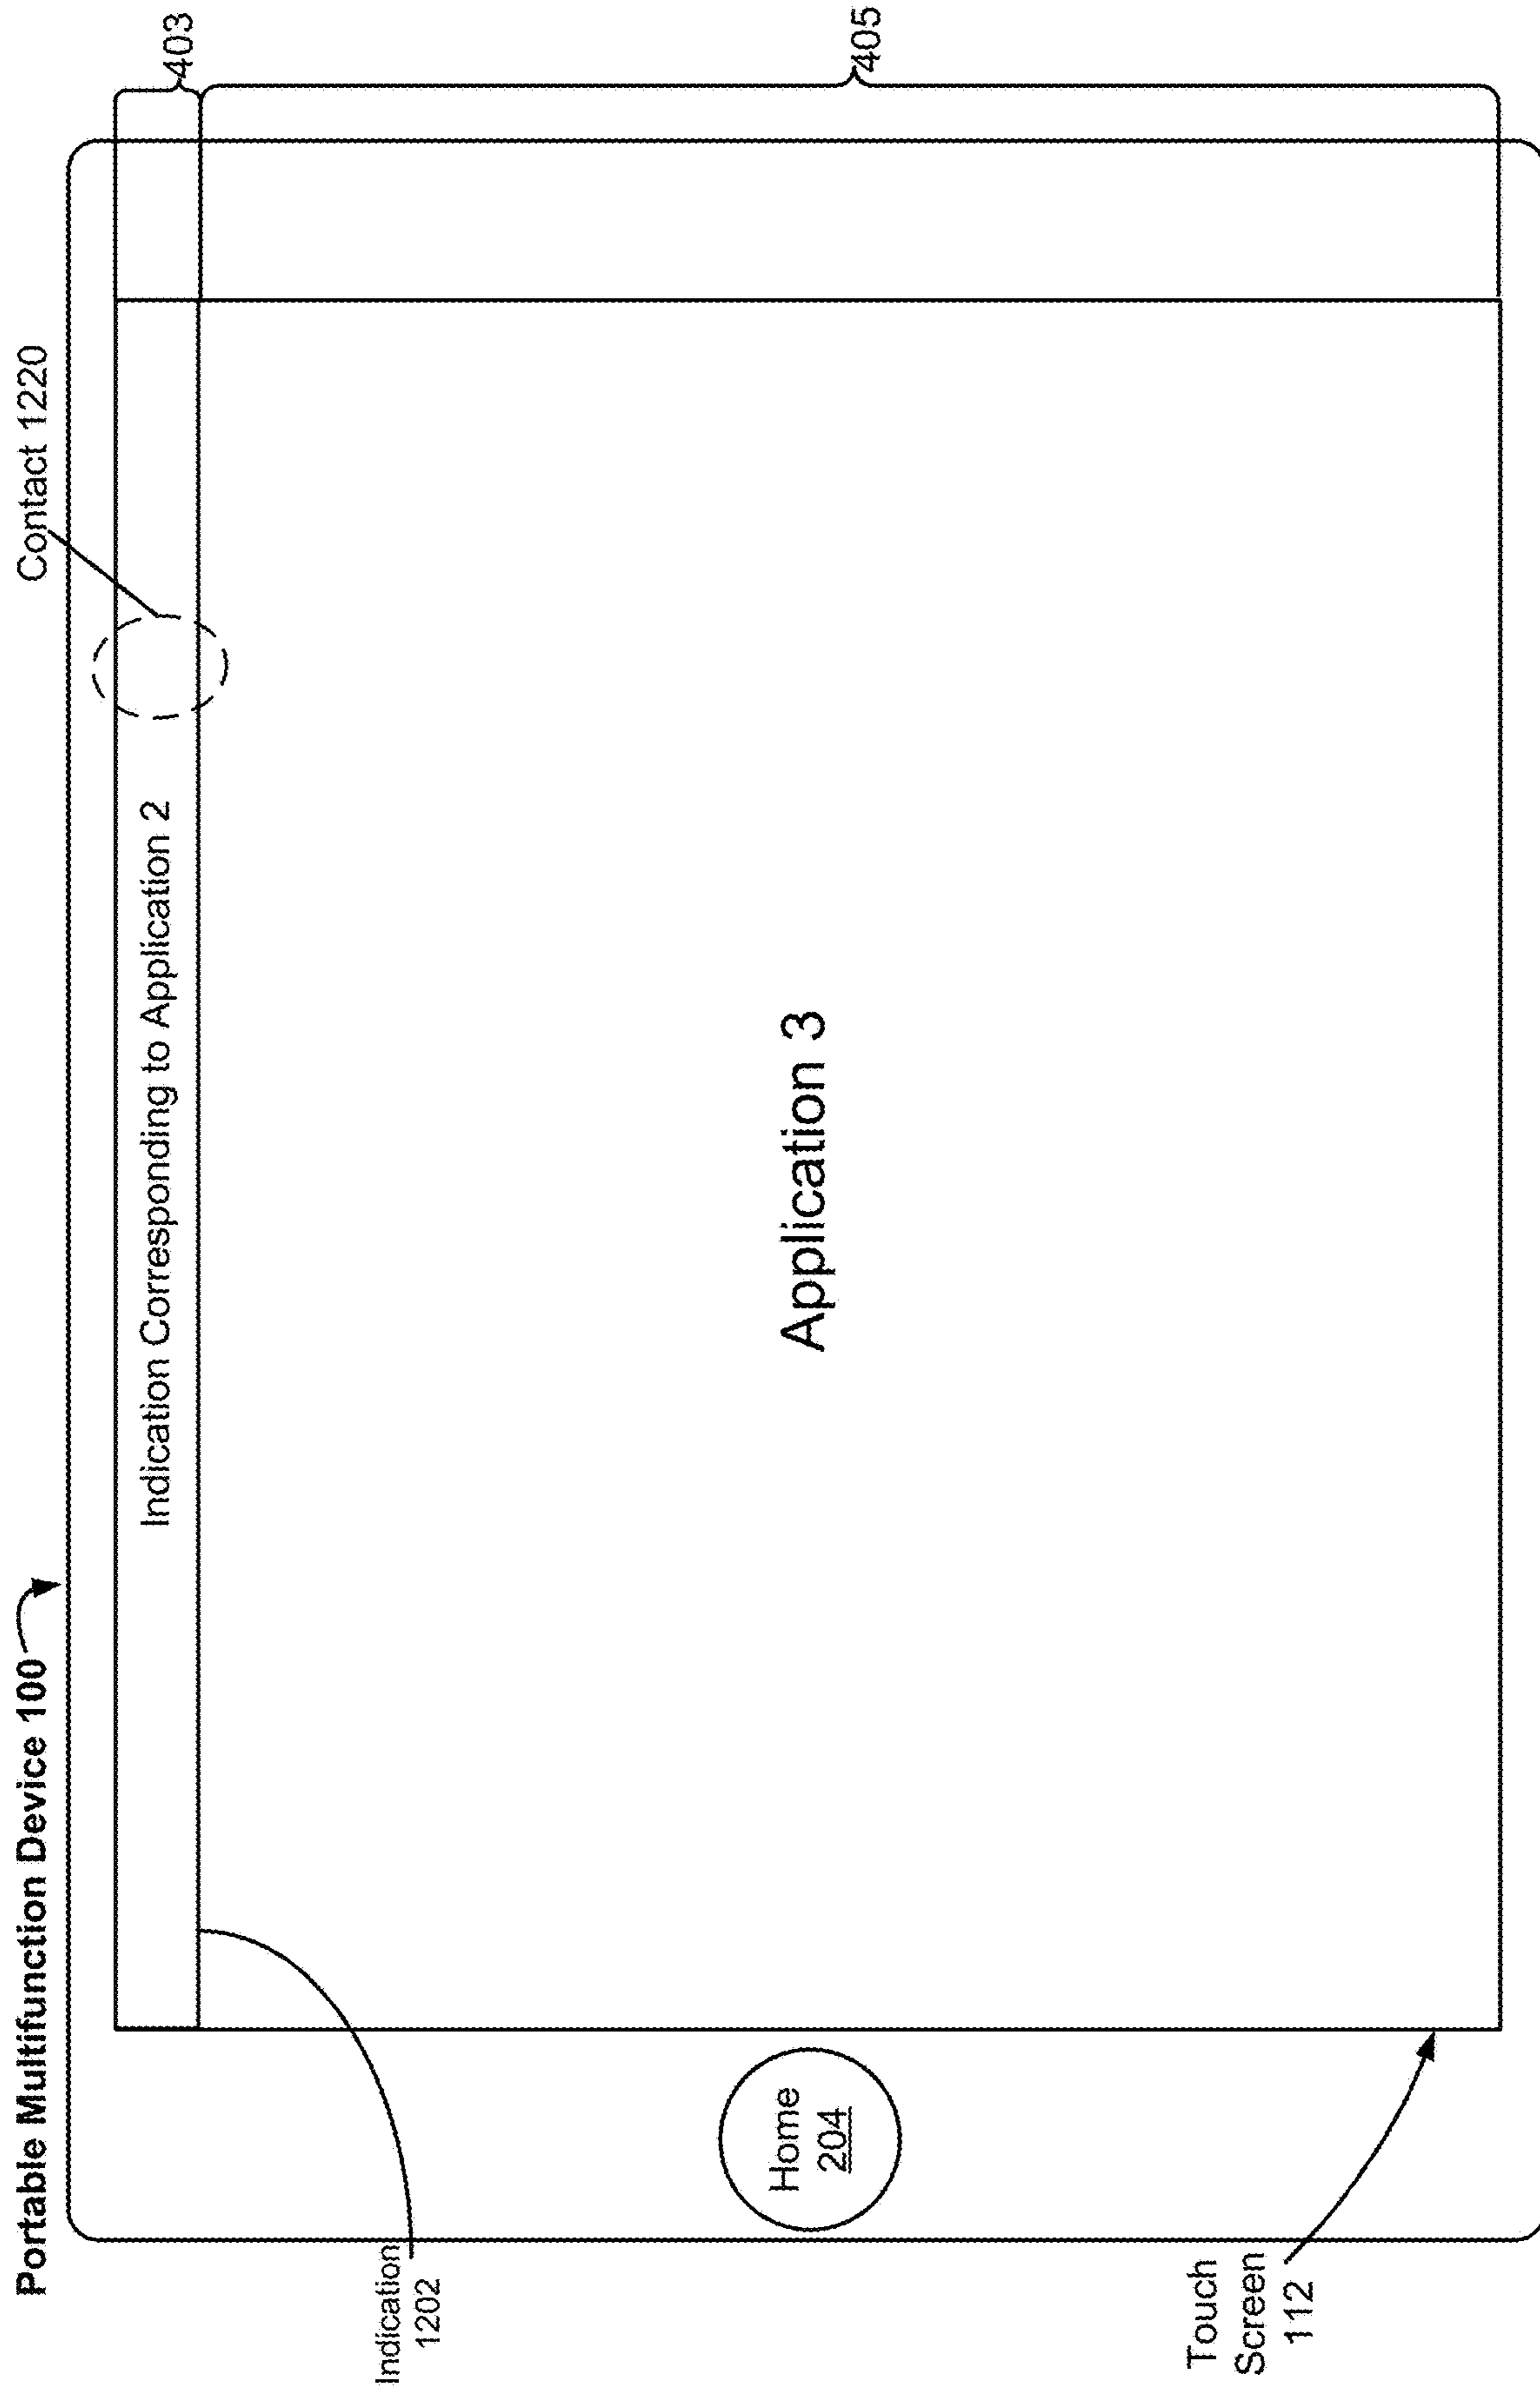 Portable Multifunction Device 100
Contact 1220
403
Indication Corresponding to Application 2
405
Application 3
Indication
1202
Home
204
Touch
Screen
112